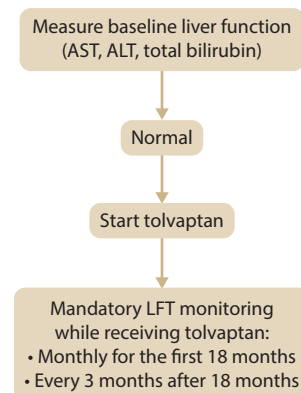 Measure baseline liver function
(AST, ALT, total bilirubin)
Normal
Start tolvaptan
Mandatory LFT monitoring
while receiving tolvaptan:
• Monthly for the first 18 months
• Every 3 months after 18 months